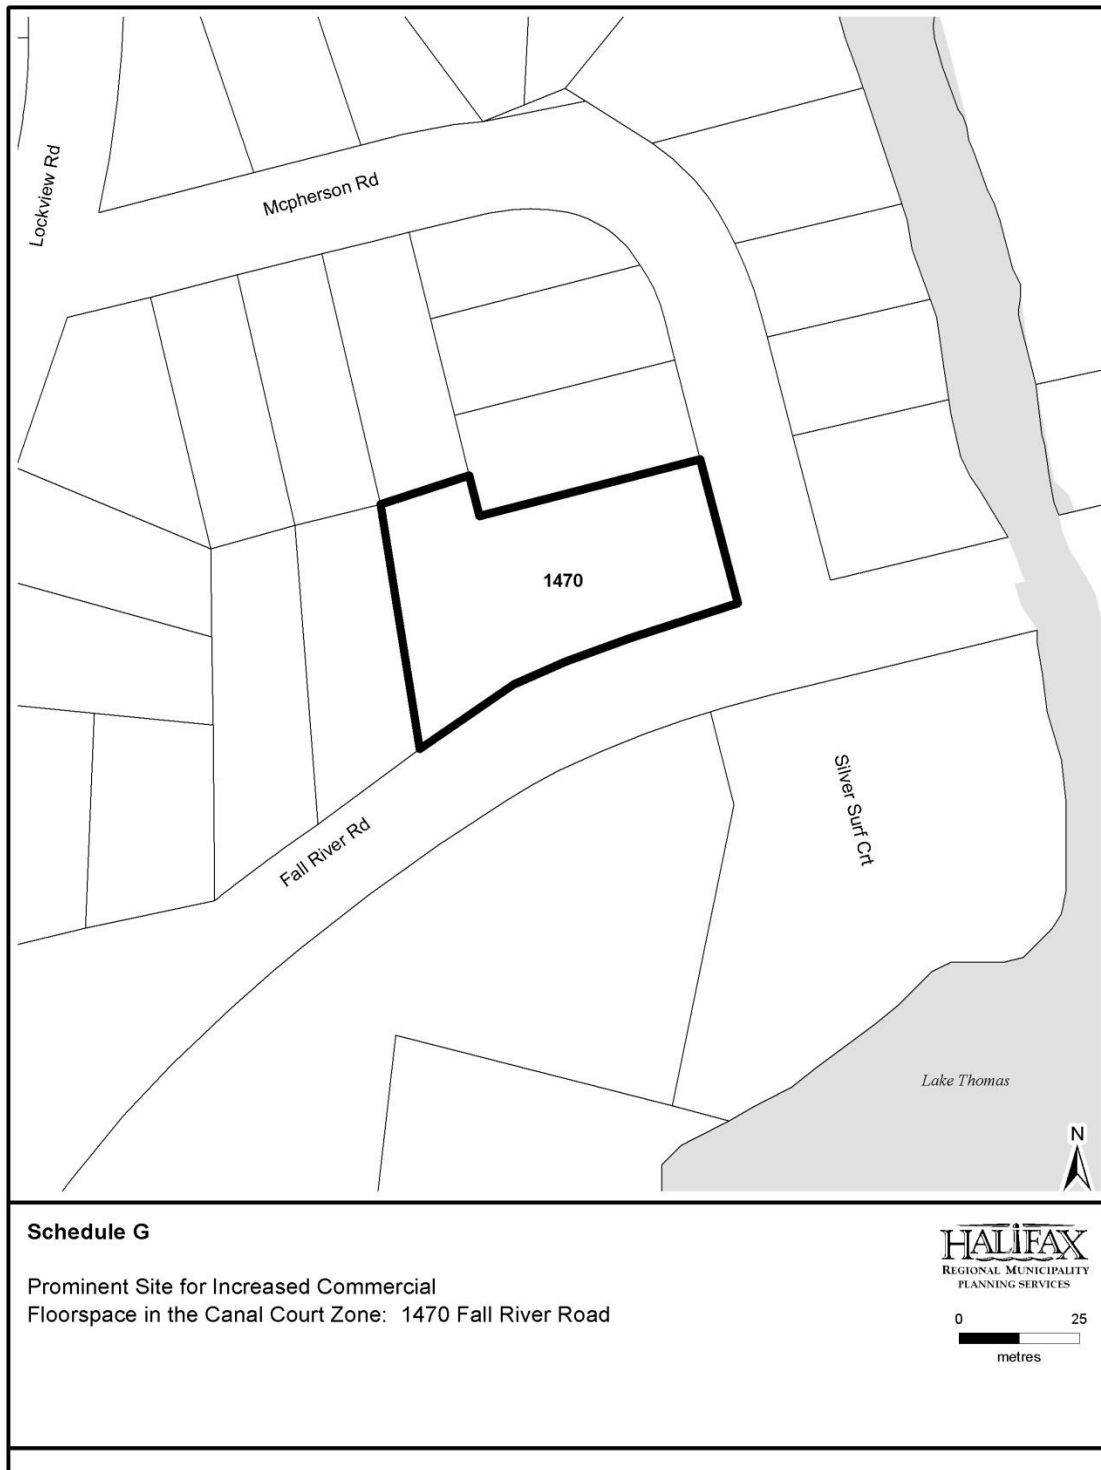 Lockview Rd
Mcpherson Rd
1470
Silver Surf Crt
Fall River Rd
Lake Thomas
N
Schedule G
Prominent Site for Increased Commercial
Floorspace in the Canal Court Zone: 1470 Fall River Road
HALIFAX
REGIONAL MUNICIPALITY
PLANNING SERVICES
0 25
metres